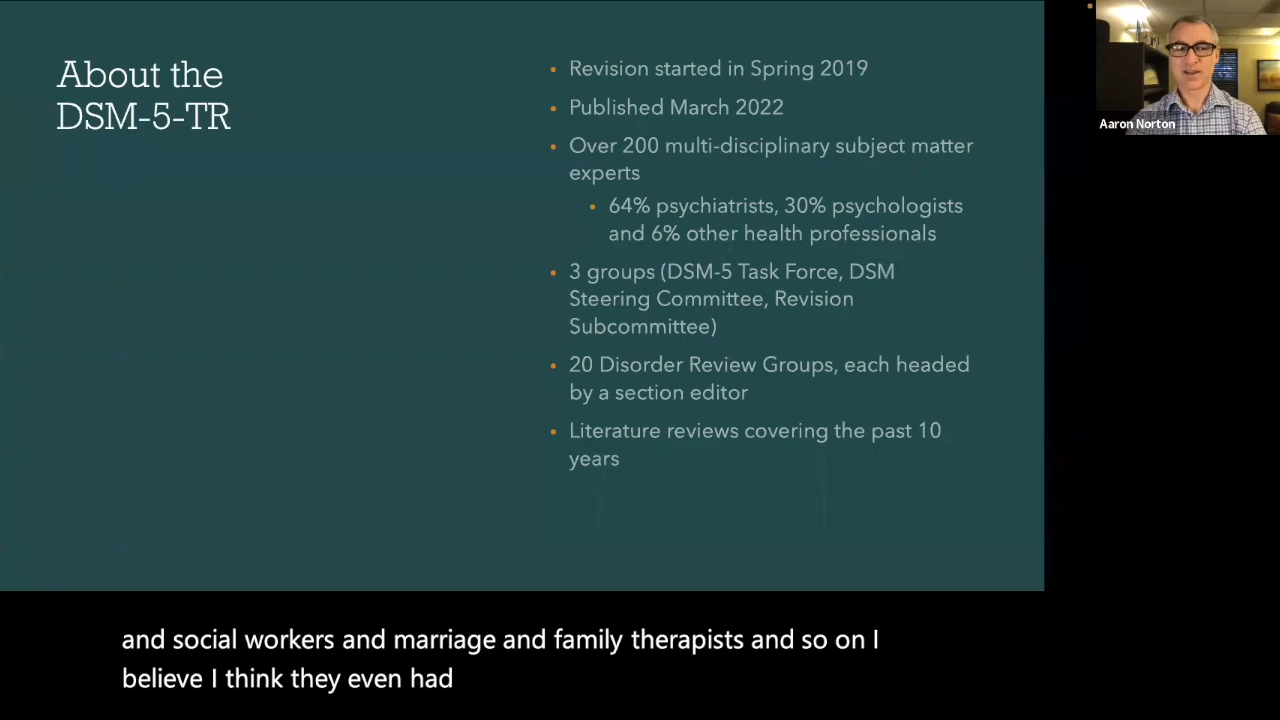 About the
DSM-5-TR
• Revision started in Spring 2019
• Published March 2022
• Over 200 multi-disciplinary subject matter
experts
• 64% psychiatrists, 30% psychologists
and 6% other health professionals
• 3 groups (DSM-5 Task Force, DSM
Steering Committee, Revision
Subcommittee)
• 20 Disorder Review Groups, each headed
by a section editor
• Literature reviews covering the past 10
years
Aaron Norton
and social workers and marriage and family therapists and so on I
believe I think they even had